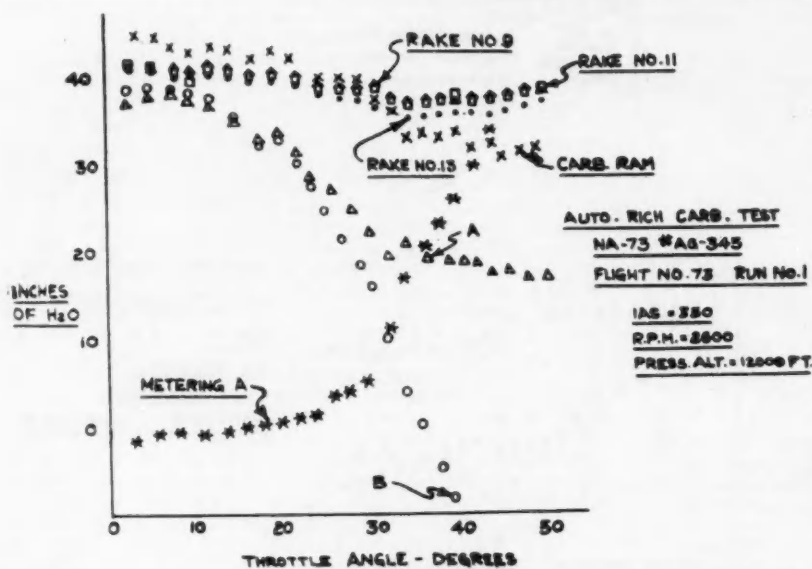 RAKE NO.9
RAKE NO.11
40
30
20
10
0
INCHES
OF H2O
RAKE NO.13
CARB. RAM
A
AUTO. RICH CARB. TEST
NA-73 #AG-345
FLIGHT NO. 73 RUN NO. 1
IAS = 330
R.P.M. = 2600
PRESS. ALT. = 12000 FT.
METERING A
B
0 10 20 30 40 50
THROTTLE ANGLE - DEGREES